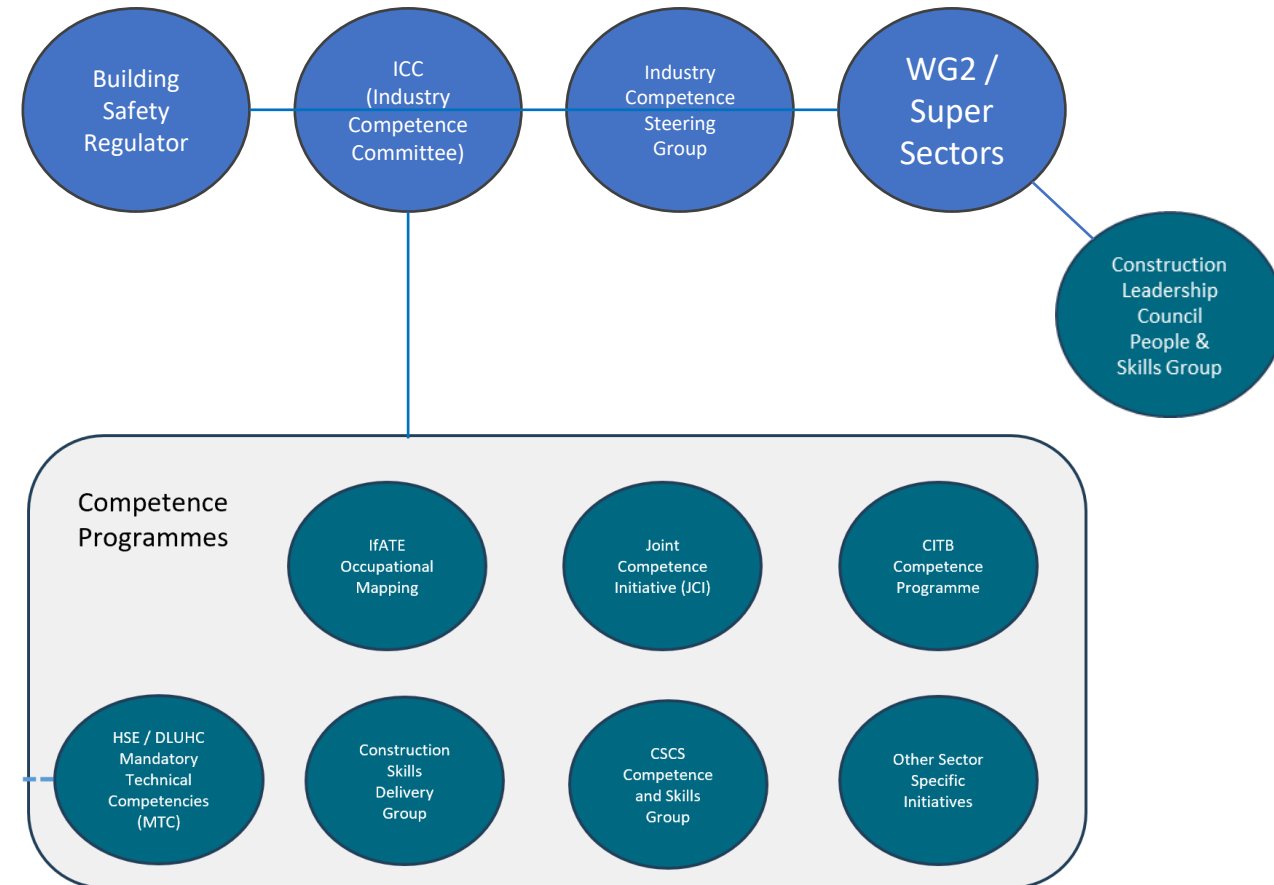 Building
Safety
Regulator
ICC
(Industry
Competence
Committee)
Industry
Competence
Steering
Group
WG2 /
Super
Sectors
Construction
Leadership
Council
People &
Skills Group
Competence
Programmes
IfATE
Occupational
Mapping
Joint
Competence
Initiative (JCI)
CITB
Competence
Programme
HSE / DLUHC
Mandatory
Technical
Competencies
(MTC)
Construction
Skills
Delivery
Group
CSCS
Competence
and Skills
Group
Other Sector
Specific
Initiatives